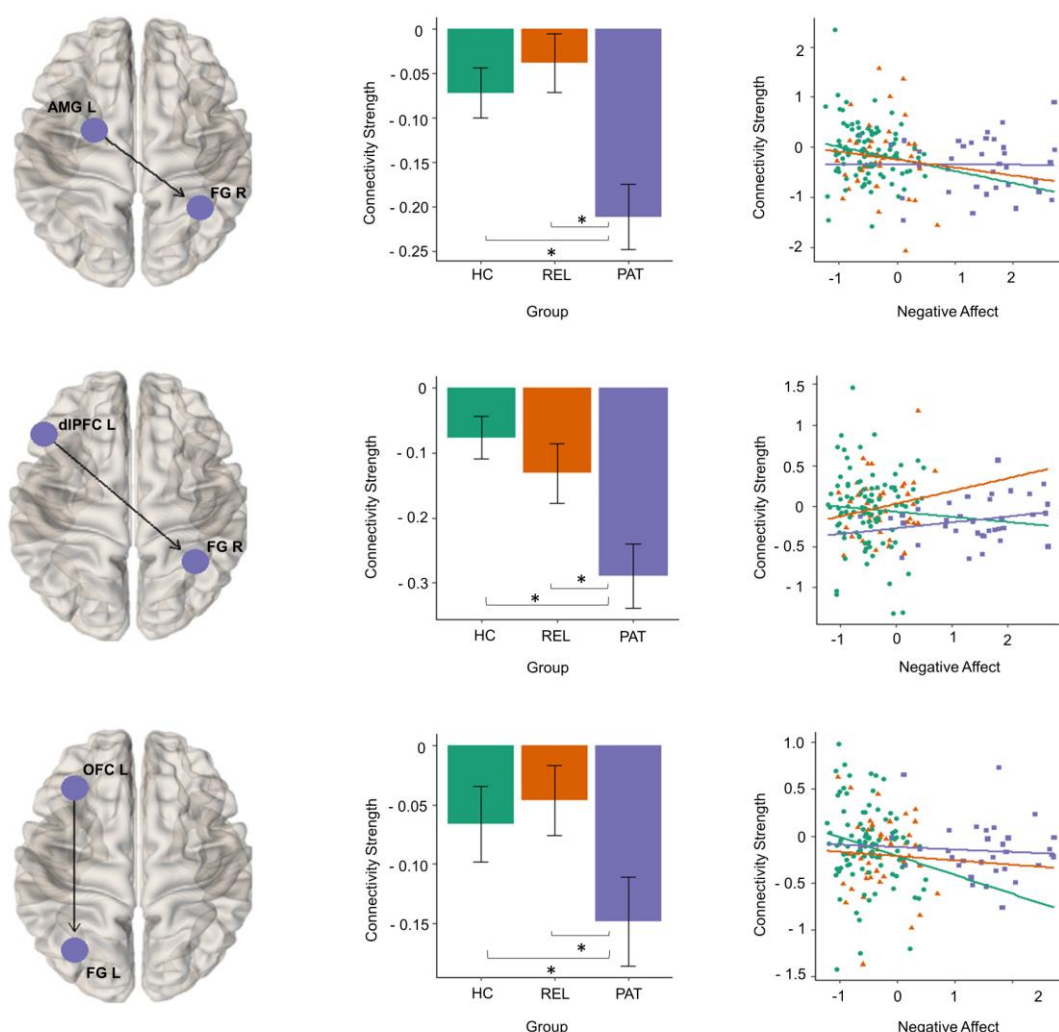 AMG L
FG R
Connectivity Strength
0
- 0.05
- 0.10
- 0.15
- 0.20
- 0.25
*
*
HC REL PAT
Group
Connectivity Strength
2
1
0
-1
-2
-1 0 1 2
Negative Affect
dlPFC L
FG R
Connectivity Strength
0
- 0.1
- 0.2
- 0.3
*
*
HC REL PAT
Group
Connectivity Strength
1.5
1
0.5
0
- 0.5
- 1
-1 0 1 2
Negative Affect
OFC L
FG L
Connectivity Strength
0
- 0.05
- 0.10
- 0.15
*
*
HC REL PAT
Group
Connectivity Strength
1.0
0.5
0
- 0.5
- 1
- 1.5
-1 0 1 2
Negative Affect